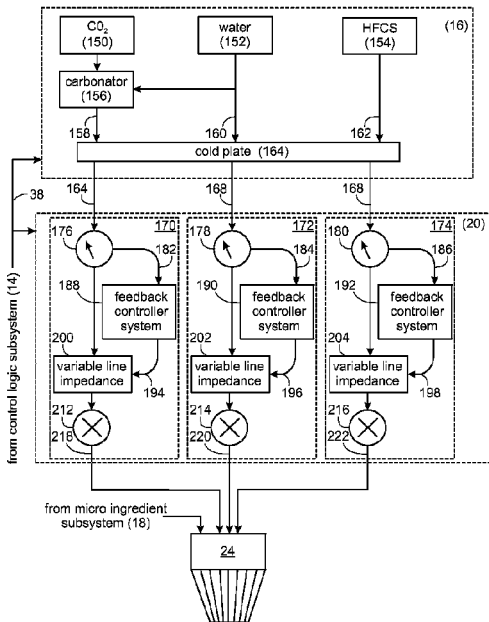 CO₂
(150)
water
(152)
HFCS
(154)
(16)
carbonator
(156)
158
160
162
cold plate (164)
38
164
168
168
from control logic subsystem (14)
170
172
174
(20)
176
178
180
182
184
186
188
190
192
feedback
controller
system
feedback
controller
system
feedback
controller
system
200
202
204
variable line
impedance
variable line
impedance
variable line
impedance
194
196
198
212
214
216
218
220
222
from micro ingredient
subsystem (18)
24